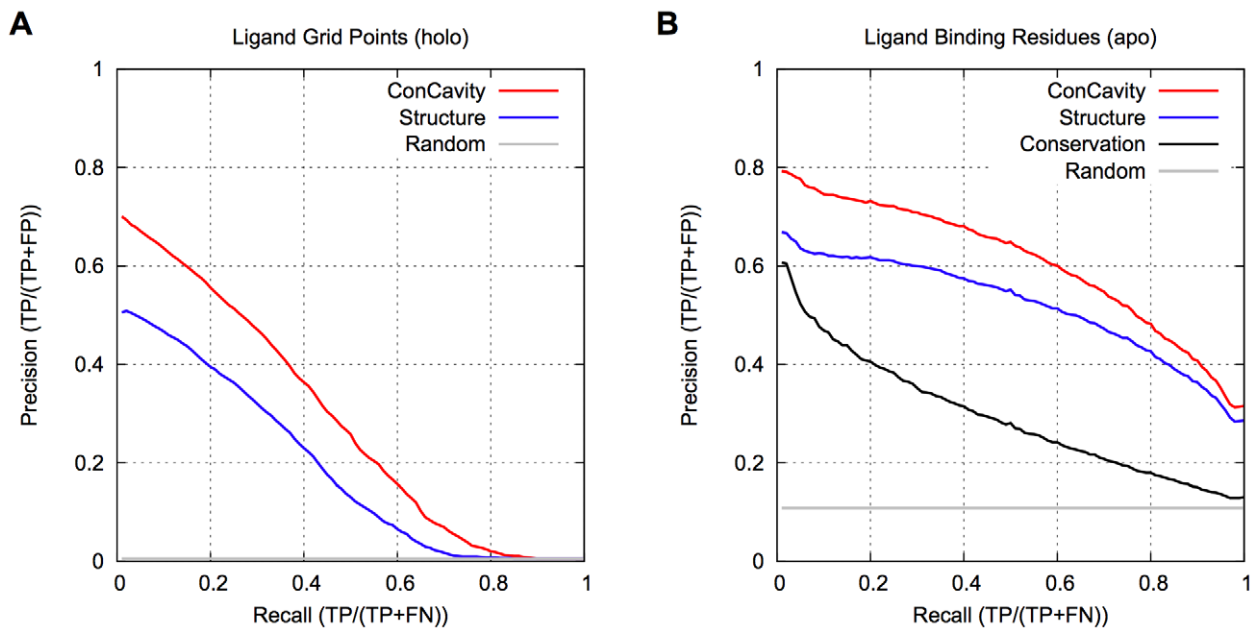 A
Ligand Grid Points (holo)
1
0.8
0.6
0.4
0.2
0
Precision (TP/(TP+FP))
ConCavity
Structure
Random
0 0.2 0.4 0.6 0.8 1
Recall (TP/(TP+FN))
B
Ligand Binding Residues (apo)
1
0.8
0.6
0.4
0.2
0
Precision (TP/(TP+FP))
ConCavity
Structure
Conservation
Random
0 0.2 0.4 0.6 0.8 1
Recall (TP/(TP+FN))